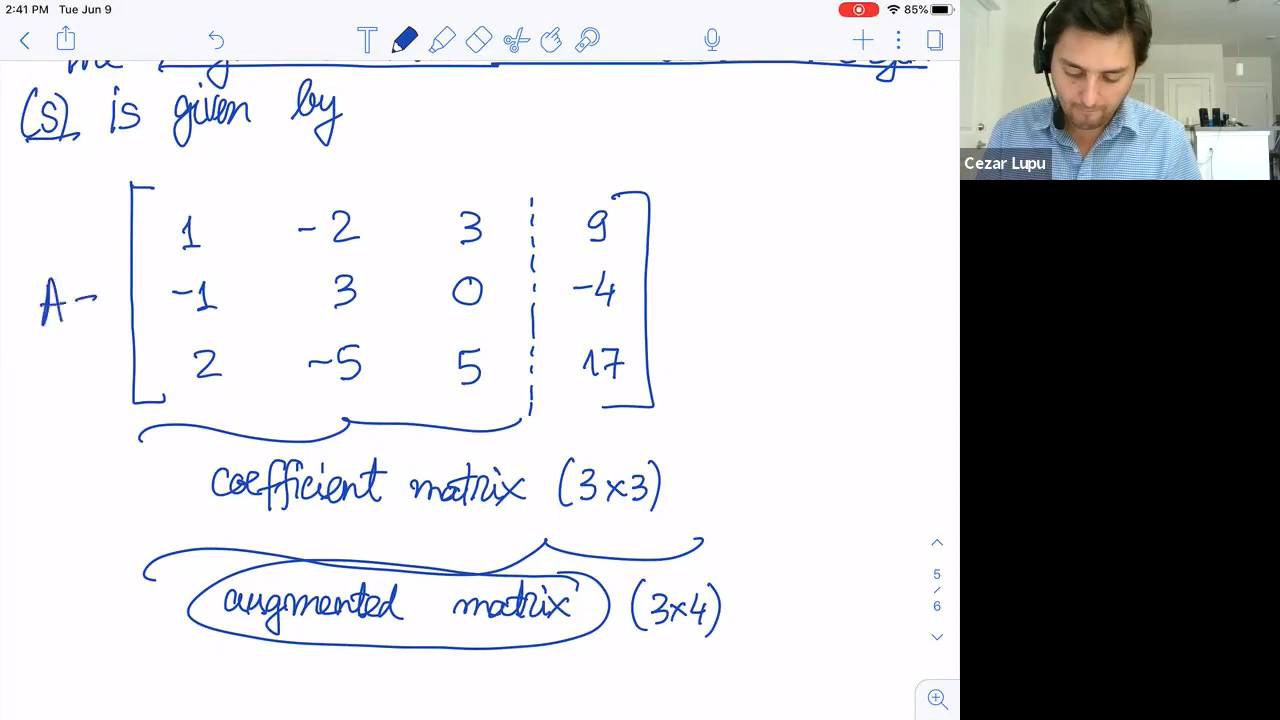 2:41 PM Tue Jun 9
85%
(S) is given by
1 -2 3 9
A - -1 3 0 -4
2 -5 5 17
coefficient matrix (3x3)
augmented matrix (3x4)
5
/
6
Cezar Lupu